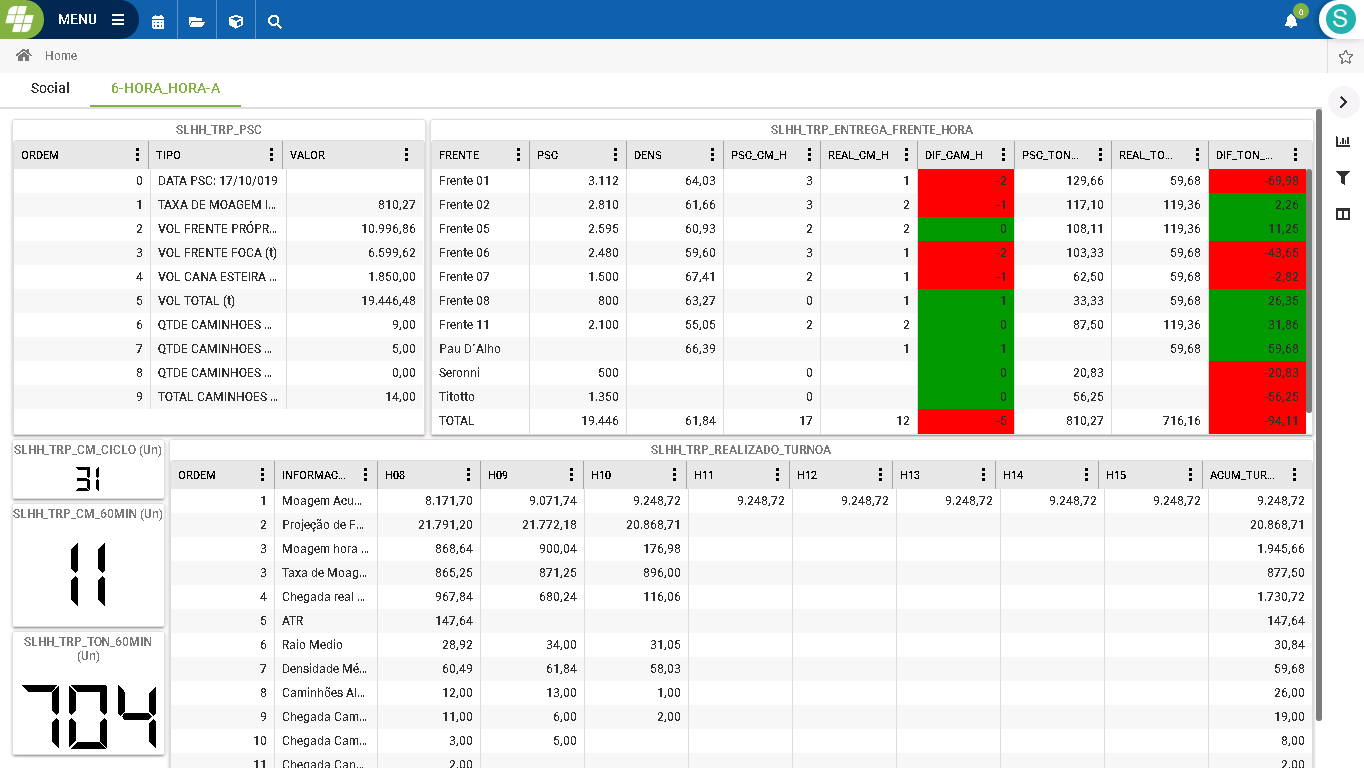 MENU
0
S
Home
Social 6-HORA_HORA-A
SLHH_TRP_PSC
ORDEM TIPO VALOR
0 DATA PSC: 17/10/019
1 TAXA DE MOAGEM I... 810,27
2 VOL FRENTE PRÓPR... 10.996,86
3 VOL FRENTE FOCA (t) 6.599,62
4 VOL CANA ESTEIRA ... 1.850,00
5 VOL TOTAL (t) 19.446,48
6 QTDE CAMINHOES ... 9,00
7 QTDE CAMINHOES ... 5,00
8 QTDE CAMINHOES ... 0,00
9 TOTAL CAMINHOES ... 14,00
SLHH_TRP_ENTREGA_FRENTE_HORA
FRENTE PSC DENS PSC_CM_H REAL_CM_H DIF_CAM_H PSC_TON... REAL_TO... DIF_TON_...
Frente 01 3.112 64,03 3 1 -2 129,66 59,68 -69,98
Frente 02 2.810 61,66 3 2 -1 117,10 119,36 2,26
Frente 05 2.595 60,93 2 2 0 108,11 119,36 11,25
Frente 06 2.480 59,60 3 1 -2 103,33 59,68 -43,65
Frente 07 1.500 67,41 2 1 -1 62,50 59,68 -2,82
Frente 08 800 63,27 0 1 1 33,33 59,68 26,35
Frente 11 2.100 55,05 2 2 0 87,50 119,36 31,86
Pau D´Alho 66,39 1 1 59,68 59,68
Seronni 500 0 0 20,83 -20,83
Titotto 1.350 0 0 56,25 -56,25
TOTAL 19.446 61,84 17 12 -5 810,27 716,16 -94,11
SLHH_TRP_CM_CICLO (Un)
31
SLHH_TRP_CM_60MIN (Un)
11
SLHH_TRP_TON_60MIN
(Un)
704
SLHH_TRP_REALIZADO_TURNOA
ORDEM INFORMAC... H08 H09 H10 H11 H12 H13 H14 H15 ACUM_TUR...
1 Moagem Acu... 8.171,70 9.071,74 9.248,72 9.248,72 9.248,72 9.248,72 9.248,72 9.248,72 9.248,72
2 Projeção de F... 21.791,20 21.772,18 20.868,71 20.868,71
3 Moagem hora ... 868,64 900,04 176,98 1.945,66
3 Taxa de Moag... 865,25 871,25 896,00 877,50
4 Chegada real ... 967,84 680,24 116,06 1.730,72
5 ATR 147,64 147,64
6 Raio Medio 28,92 34,00 31,05 30,84
7 Densidade Mé... 60,49 61,84 58,03 59,68
8 Caminhões Al... 12,00 13,00 1,00 26,00
9 Chegada Cam... 11,00 6,00 2,00 19,00
10 Chegada Cam... 3,00 5,00 8,00
11 Chegada Can... 2,00 2,00